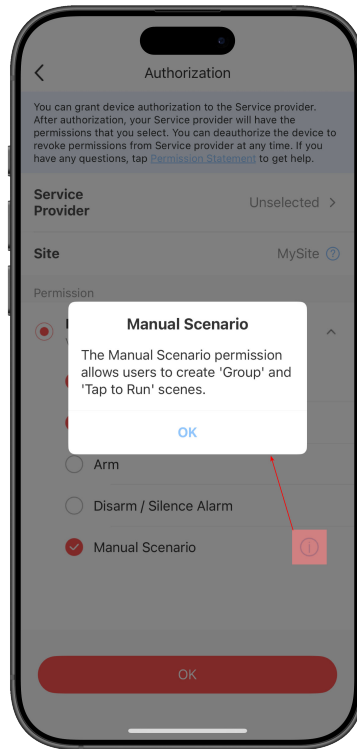 Authorization
You can grant device authorization to the Service provider.
After authorization, your Service provider will have the
permissions that you select. You can deauthorize the device to
revoke permissions from Service provider at any time. If you
have any questions, tap Permission Statement to get help.
Service
Provider
Unselected >
Site
MySite ?
Permission
Manual Scenario
The Manual Scenario permission
allows users to create 'Group' and
'Tap to Run' scenes.
OK
Arm
Disarm / Silence Alarm
Manual Scenario
OK